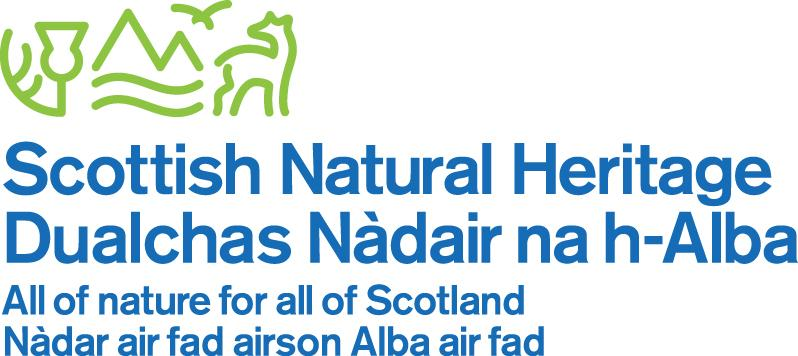 Scottish Natural Heritage
Dualchas Nàdair na h-Alba
All of nature for all of Scotland
Nàdar air fad airson Alba air fad